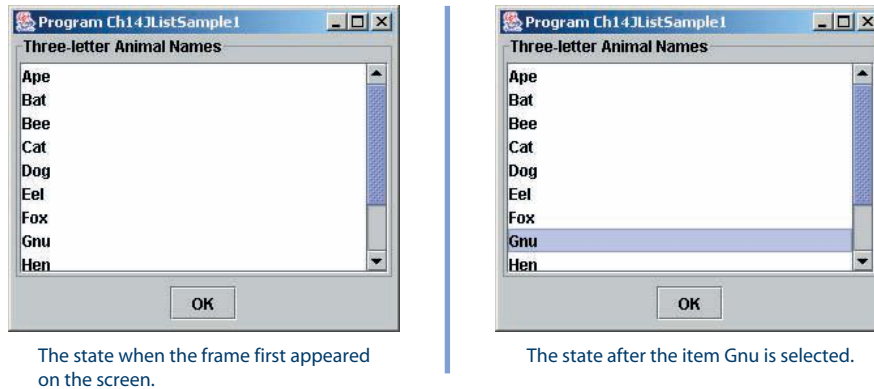 Program Ch14JListSample1
Three-letter Animal Names
Ape
Bat
Bee
Cat
Dog
Eel
Fox
Gnu
Hen
OK
The state when the frame first appeared
on the screen.
Program Ch14JListSample1
Three-letter Animal Names
Ape
Bat
Bee
Cat
Dog
Eel
Fox
Gnu
Hen
OK
The state after the item Gnu is selected.